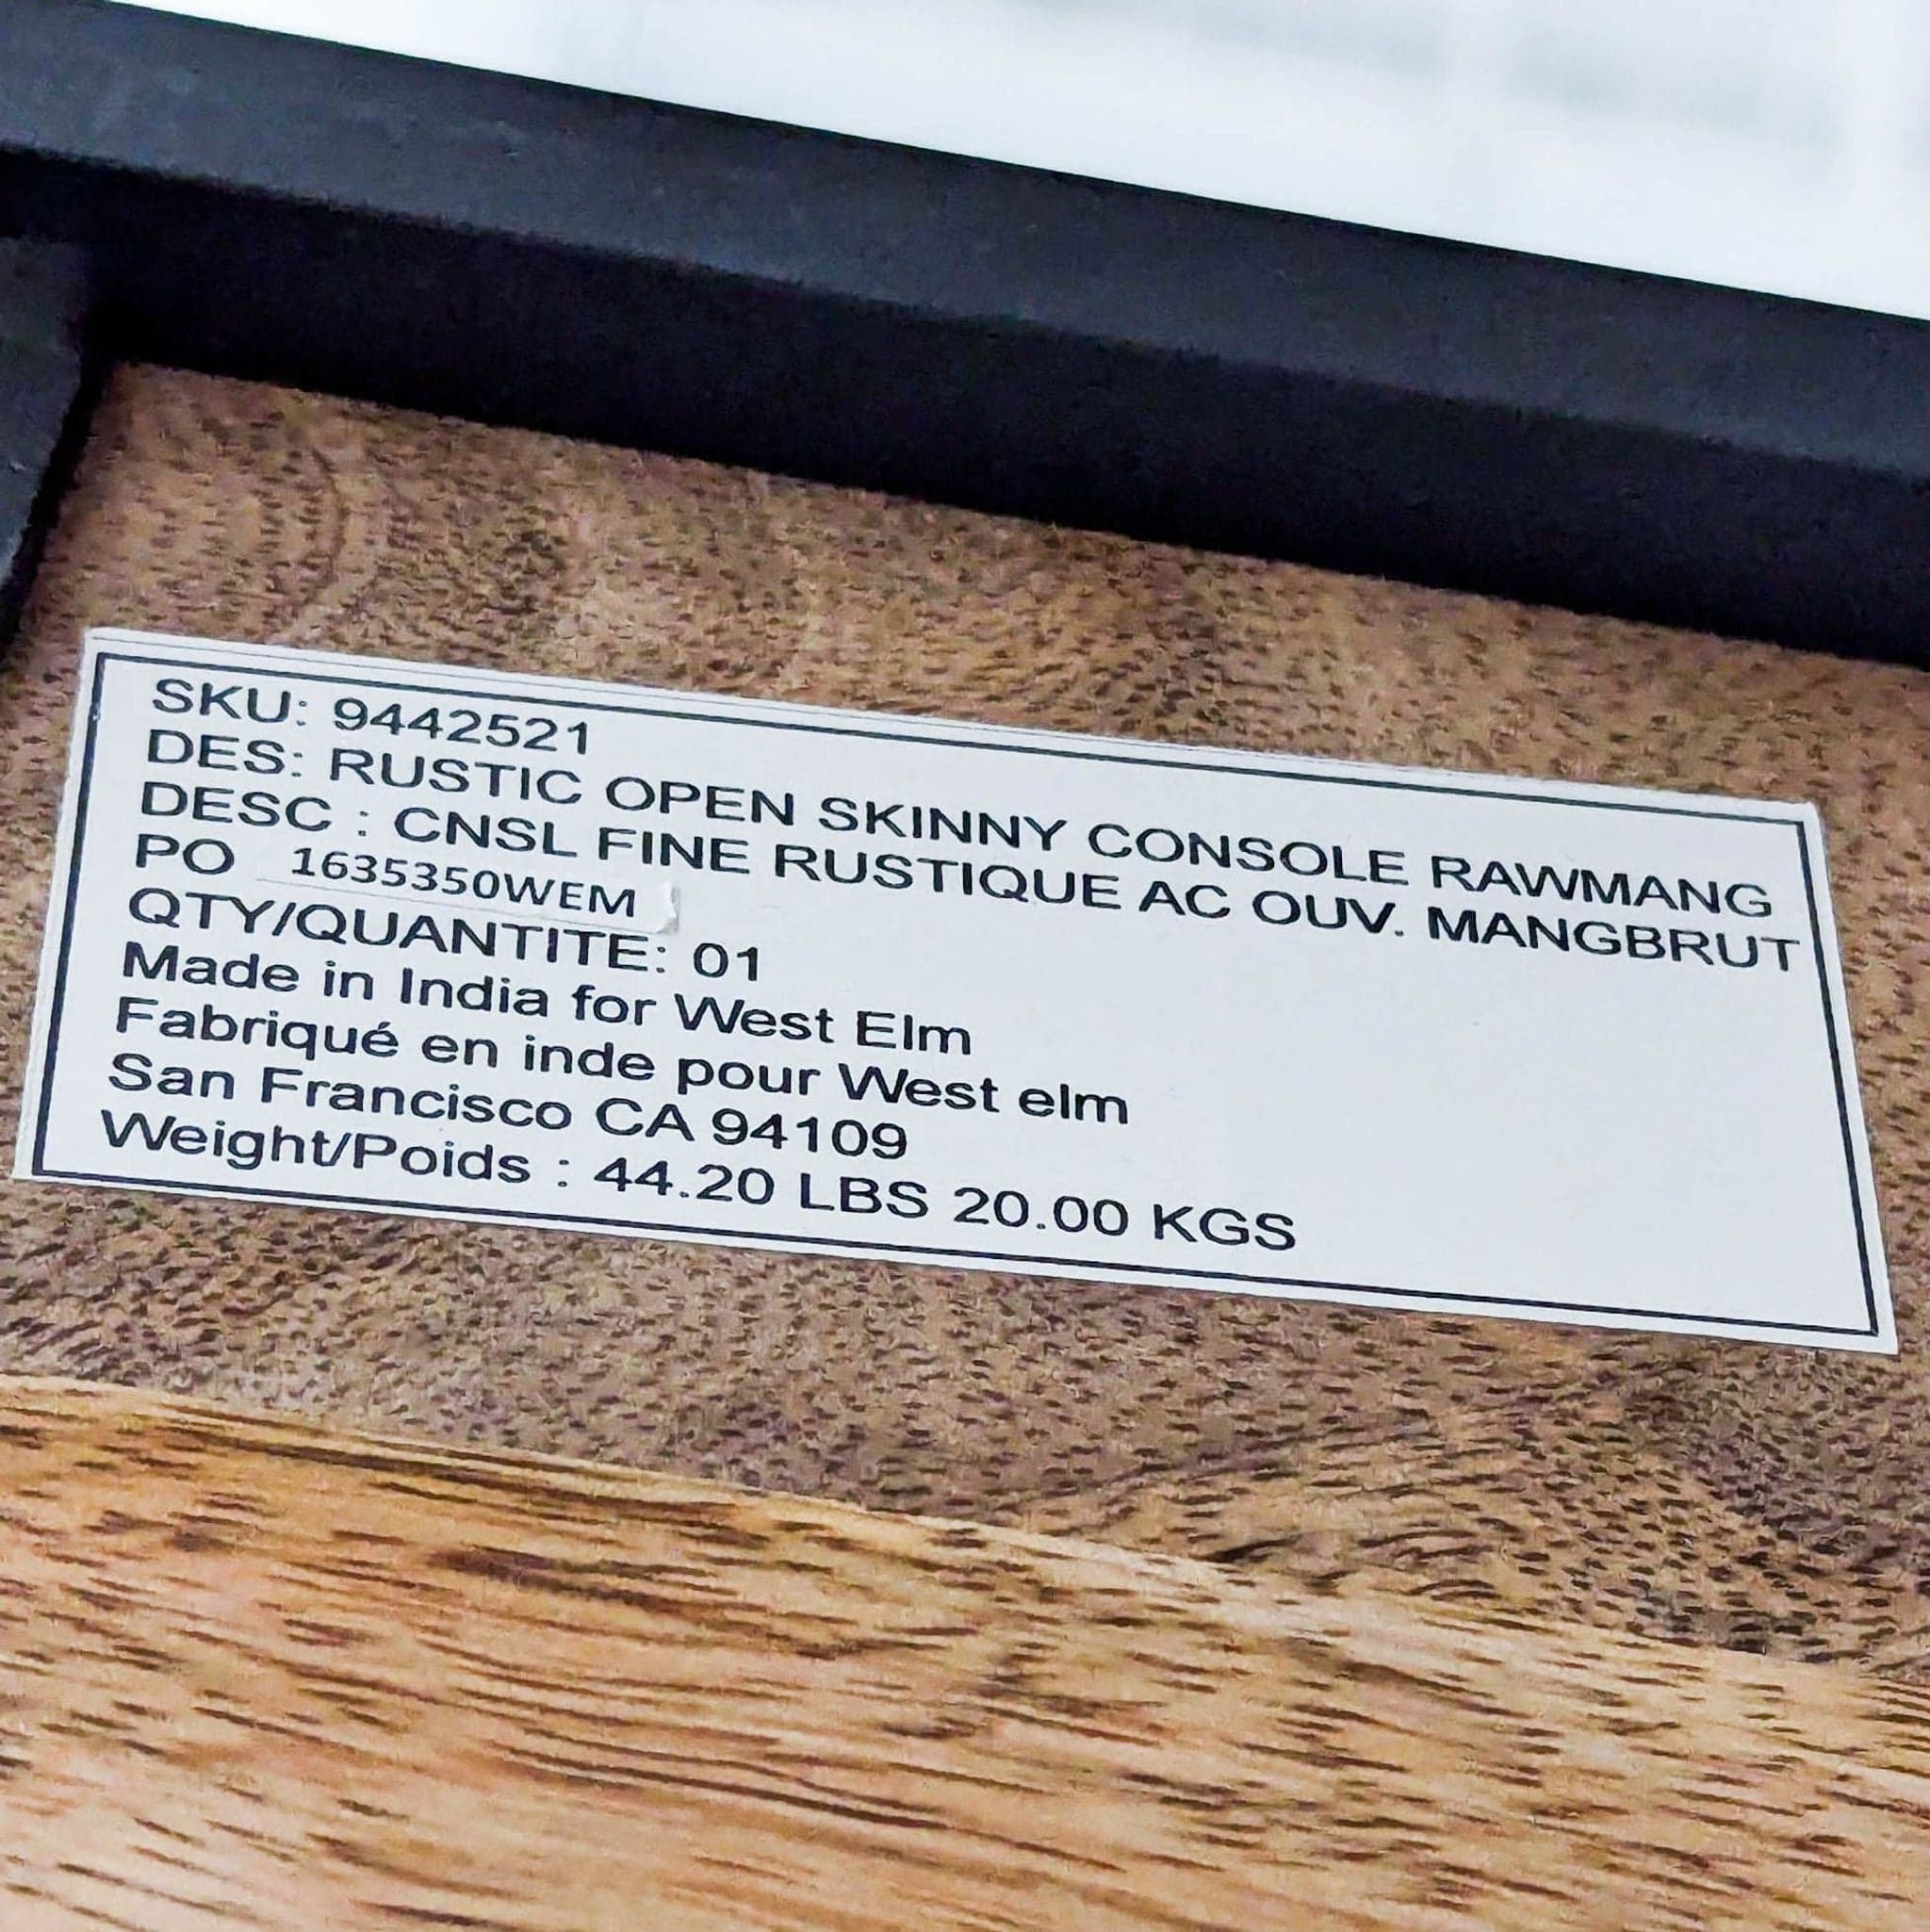 SKU: 9442521
DES: RUSTIC OPEN SKINNY CONSOLE RAWMANG
DESC : CNSL FINE RUSTIQUE AC OUV. MANGBRUT
PO 1635350WEM
QTY/QUANTITE: 01
Made in India for West Elm
Fabriqué en inde pour West elm
San Francisco CA 94109
Weight/Poids : 44.20 LBS 20.00 KGS